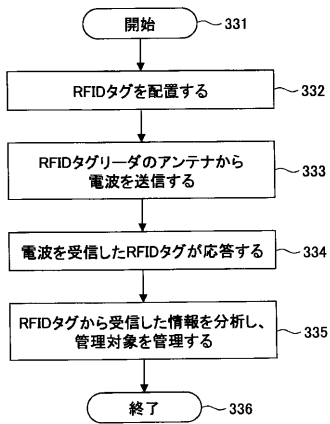 開始 331
RFIDタグを配置する 332
RFIDタグリーダのアンテナから
電波を送信する 333
電波を受信したRFIDタグが応答する 334
RFIDタグから受信した情報を分析し、
管理対象を管理する 335
終了 336